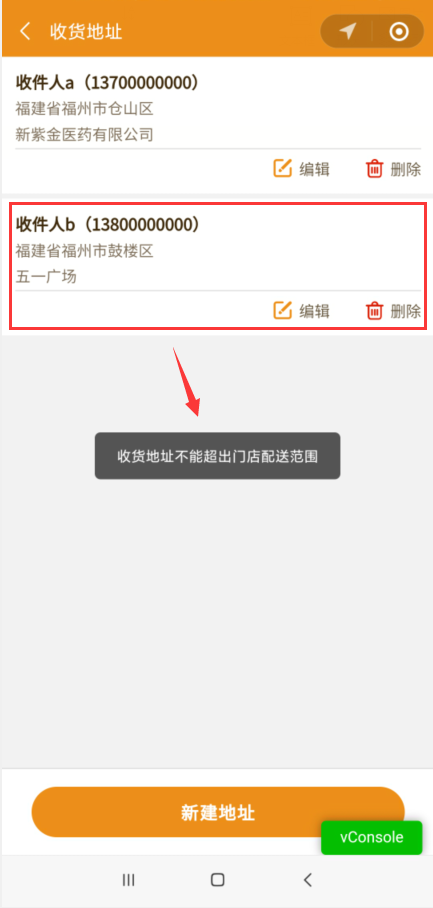 收货地址
收件人a（13700000000）
福建省福州市仓山区
新紫金医药有限公司
编辑 删除
收件人b（13800000000）
福建省福州市鼓楼区
五一广场
编辑 删除
收货地址不能超出门店配送范围
新建地址
vConsole